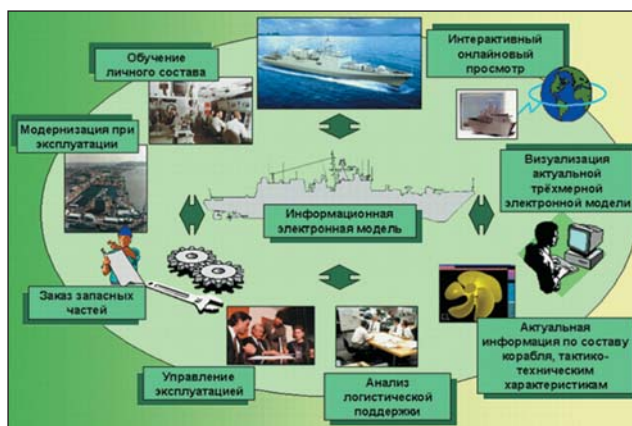 Обучение
личного состава
Интерактивный
онлайновый
просмотр
Модернизация при
эксплуатации
Визуализация
актуальной
трёхмерной
электронной модели
Информационная
электронная модель
Заказ запасных
частей
Актуальная
информация по составу
корабля, тактико-
техническим
характеристикам
Управление
эксплуатацией
Анализ
логистической
поддержки